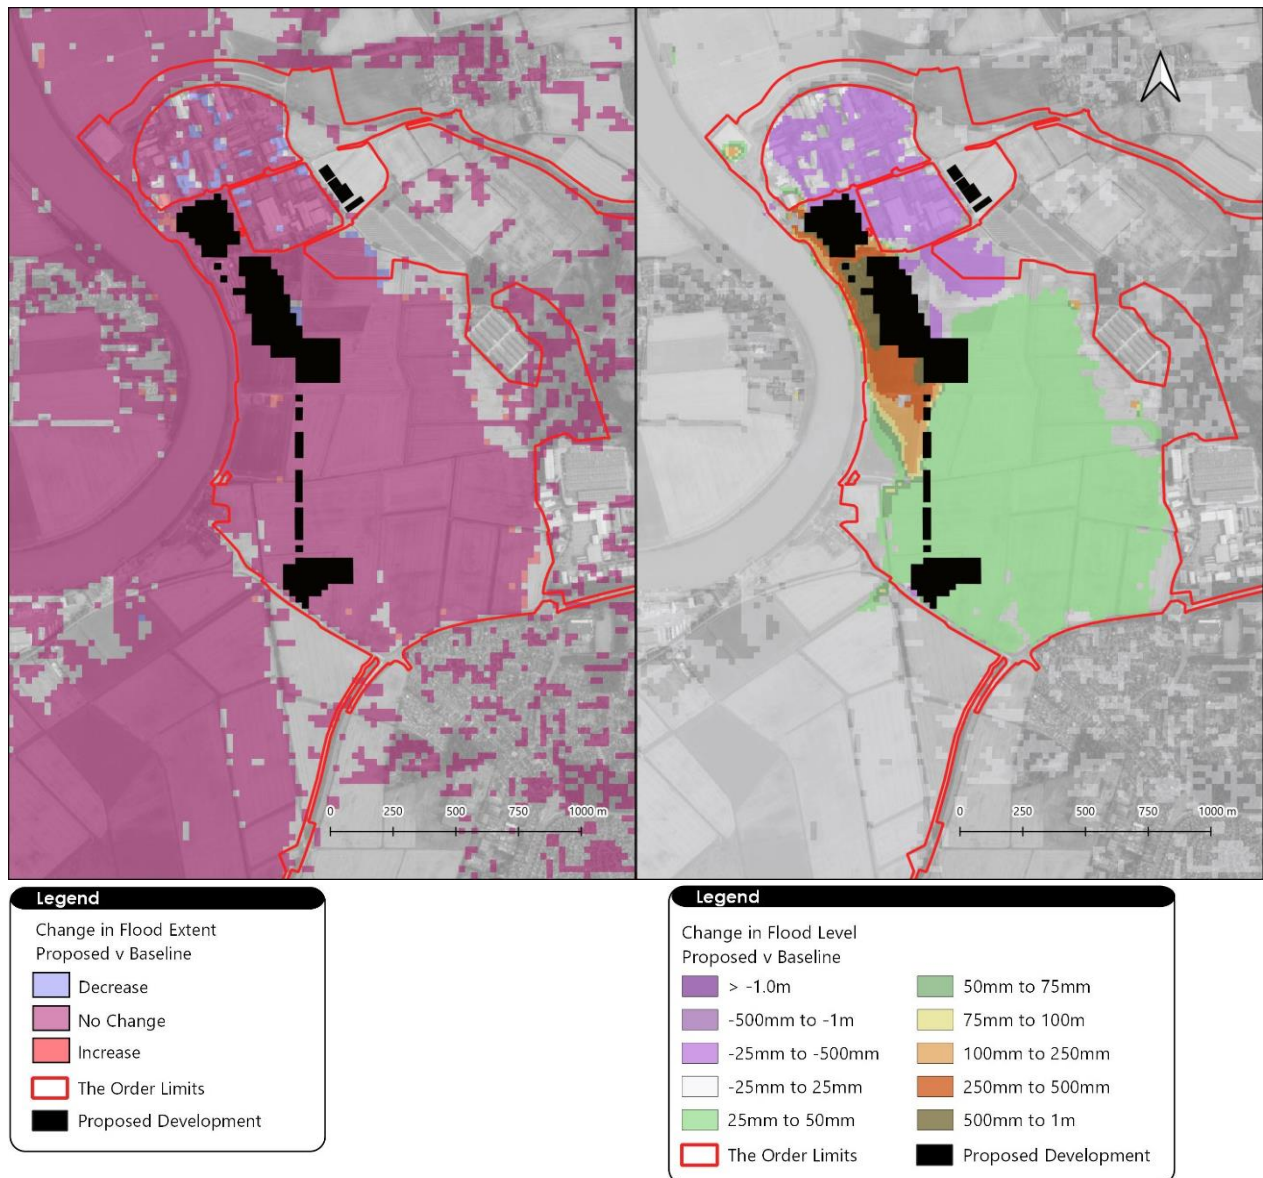 0 250 500 750 1000 m
0 250 500 750 1000 m
Legend
Change in Flood Extent
Proposed v Baseline
Decrease
No Change
Increase
The Order Limits
Proposed Development
Legend
Change in Flood Level
Proposed v Baseline
> -1.0m
-500mm to -1m
-25mm to -500mm
-25mm to 25mm
25mm to 50mm
The Order Limits
50mm to 75mm
75mm to 100m
100mm to 250mm
250mm to 500mm
500mm to 1m
Proposed Development